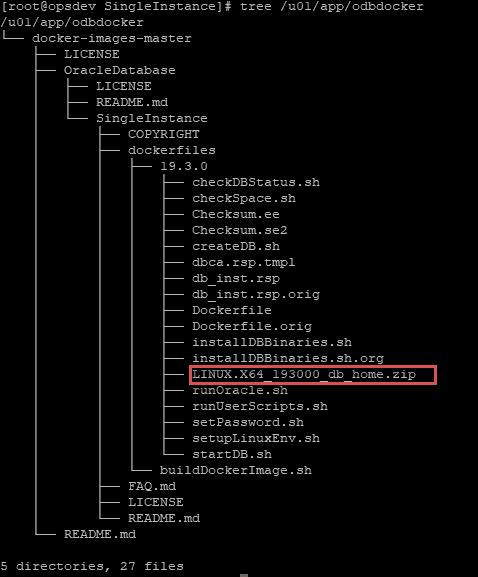 [root@opsdev SingleInstance]# tree /u01/app/odbdocker
/u01/app/odbdocker
└── docker-images-master
    ├── LICENSE
    ├── OracleDatabase
    │   ├── LICENSE
    │   ├── README.md
    │   └── SingleInstance
    │       ├── COPYRIGHT
    │       ├── dockerfiles
    │       │   ├── 19.3.0
    │       │   │   ├── checkDBStatus.sh
    │       │   │   ├── checkSpace.sh
    │       │   │   ├── Checksum.ee
    │       │   │   ├── Checksum.se2
    │       │   │   ├── createDB.sh
    │       │   │   ├── dbca.rsp.tmpl
    │       │   │   ├── db_inst.rsp
    │       │   │   ├── db_inst.rsp.orig
    │       │   │   ├── Dockerfile
    │       │   │   ├── Dockerfile.orig
    │       │   │   ├── installDBBinaries.sh
    │       │   │   ├── installDBBinaries.sh.org
    │       │   │   ├── LINUX.X64_193000_db_home.zip
    │       │   │   ├── runOracle.sh
    │       │   │   ├── runUserScripts.sh
    │       │   │   ├── setPassword.sh
    │       │   │   ├── setupLinuxEnv.sh
    │       │   │   └── startDB.sh
    │       │   └── buildDockerImage.sh
    │       ├── FAQ.md
    │       ├── LICENSE
    │       └── README.md
    └── README.md
5 directories, 27 files